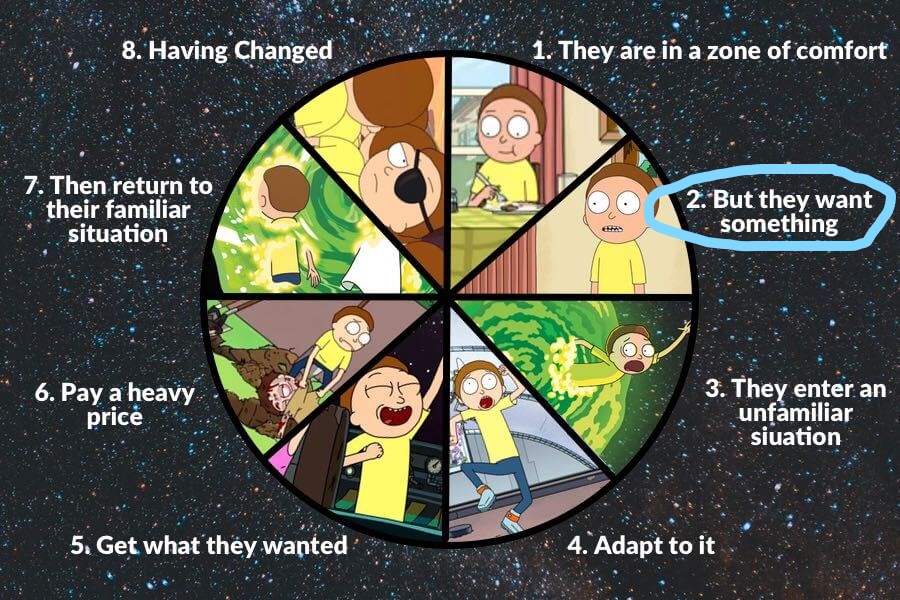 8. Having Changed
1. They are in a zone of comfort
2. But they want
something
7. Then return to
their familiar
situation
3. They enter an
unfamiliar
siuation
6. Pay a heavy
price
5. Get what they wanted
4. Adapt to it